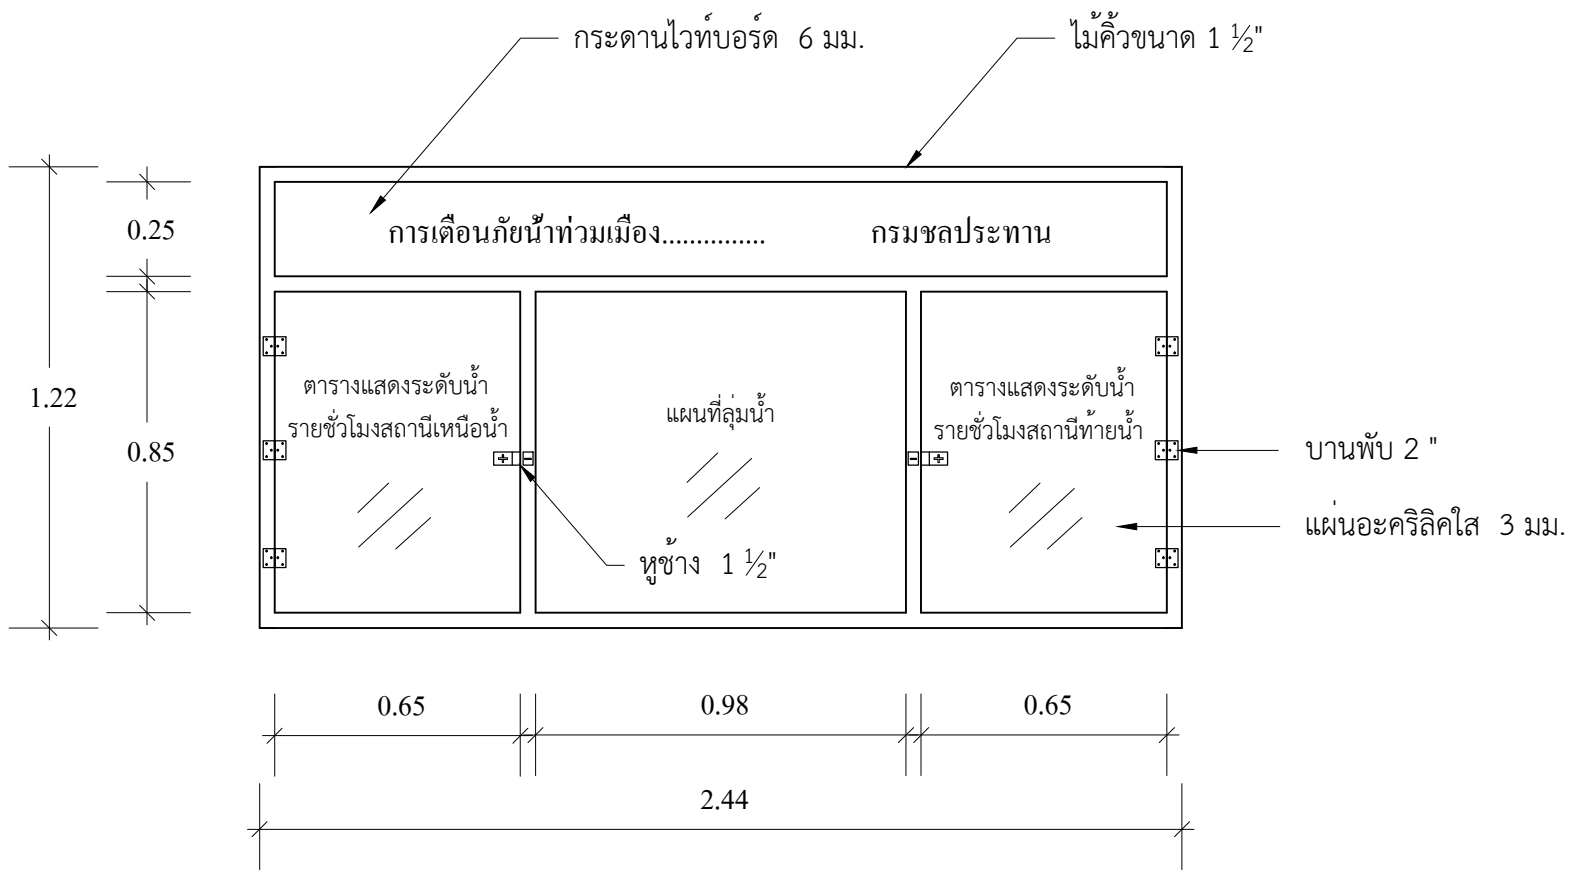 กระดานไวท์บอร์ด 6 มม.
ไม้คิ้วขนาด 1 ½"
การเตือนภัยน้ำท่วมเมือง............... กรมชลประทาน
0.25
1.22
0.85
ตารางแสดงระดับน้ำ
รายชั่วโมงสถานีเหนือน้ำ
แผนที่ลุ่มน้ำ
ตารางแสดงระดับน้ำ
รายชั่วโมงสถานีท้ายน้ำ
บานพับ 2 "
แผ่นอะคริลิคใส 3 มม.
หูช้าง 1 ½"
0.65
0.98
0.65
2.44